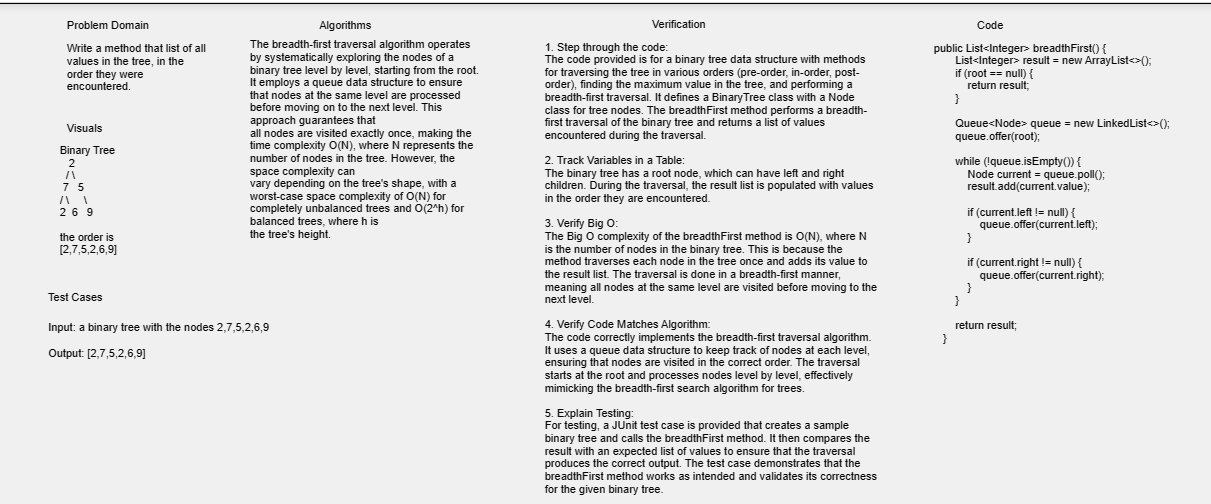 Problem Domain
Write a method that list of all
values in the tree, in the
order they were
encountered.
Visuals
Binary Tree
2
/ \
7 5
/ \ \
2 6 9
the order is
[2,7,5,2,6,9]
Test Cases
Input: a binary tree with the nodes 2,7,5,2,6,9
Output: [2,7,5,2,6,9]
Algorithms
The breadth-first traversal algorithm operates
by systematically exploring the nodes of a
binary tree level by level, starting from the root.
It employs a queue data structure to ensure
that nodes at the same level are processed
before moving on to the next level. This
approach guarantees that
all nodes are visited exactly once, making the
time complexity O(N), where N represents the
number of nodes in the tree. However, the
space complexity can
vary depending on the tree's shape, with a
worst-case space complexity of O(N) for
completely unbalanced trees and O(2^h) for
balanced trees, where h is
the tree's height.
Verification
1. Step through the code:
The code provided is for a binary tree data structure with methods
for traversing the tree in various orders (pre-order, in-order, post-
order), finding the maximum value in the tree, and performing a
breadth-first traversal. It defines a BinaryTree class with a Node
class for tree nodes. The breadthFirst method performs a breadth-
first traversal of the binary tree and returns a list of values
encountered during the traversal.
2. Track Variables in a Table:
The binary tree has a root node, which can have left and right
children. During the traversal, the result list is populated with values
in the order they are encountered.
3. Verify Big O:
The Big O complexity of the breadthFirst method is O(N), where N
is the number of nodes in the binary tree. This is because the
method traverses each node in the tree once and adds its value to
the result list. The traversal is done in a breadth-first manner,
meaning all nodes at the same level are visited before moving to the
next level.
4. Verify Code Matches Algorithm:
The code correctly implements the breadth-first traversal algorithm.
It uses a queue data structure to keep track of nodes at each level,
ensuring that nodes are visited in the correct order. The traversal
starts at the root and processes nodes level by level, effectively
mimicking the breadth-first search algorithm for trees.
5. Explain Testing:
For testing, a JUnit test case is provided that creates a sample
binary tree and calls the breadthFirst method. It then compares the
result with an expected list of values to ensure that the traversal
produces the correct output. The test case demonstrates that the
breadthFirst method works as intended and validates its correctness
for the given binary tree.
Code
public List<Integer> breadthFirst() {
List<Integer> result = new ArrayList<>();
if (root == null) {
return result;
}
Queue<Node> queue = new LinkedList<>();
queue.offer(root);
while (!queue.isEmpty()) {
Node current = queue.poll();
result.add(current.value);
if (current.left != null) {
queue.offer(current.left);
}
if (current.right != null) {
queue.offer(current.right);
}
}
return result;
}